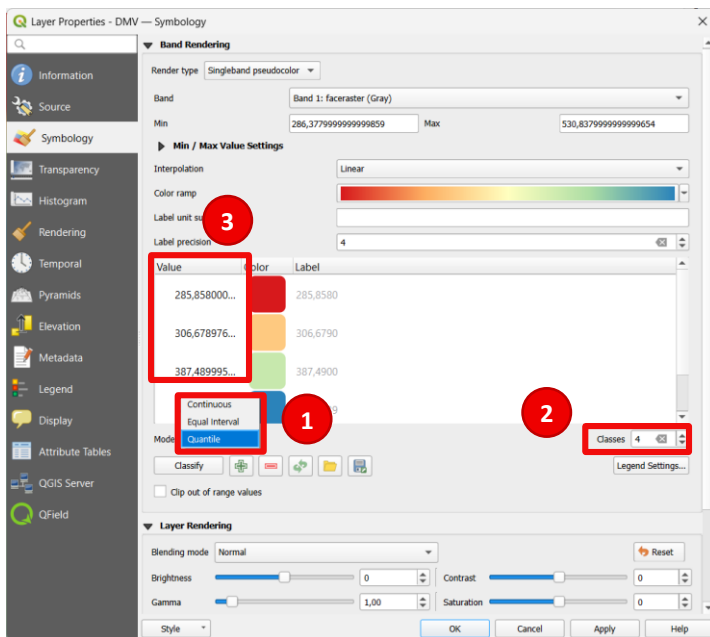 Layer Properties - DMV — Symbology
Information
Source
Symbology
Transparency
Histogram
Rendering
Temporal
Pyramids
Elevation
Metadata
Legend
Display
Attribute Tables
QGIS Server
QField
Band Rendering
Render type Singleband pseudocolor
Band Band 1: faceraster (Gray)
Min 286,3779999999999859 Max 530,8379999999999654
Min / Max Value Settings
Interpolation Linear
Color ramp
Label unit su
3
Label precision 4
Value Color Label
285,858000... 285,8580
306,678976... 306,6790
387,489995... 387,4900
9
Continuous
Equal Interval
Quantile
1
2
Mode
Classes 4
Classify
Legend Settings...
Clip out of range values
Layer Rendering
Blending mode Normal Reset
Brightness 0 Contrast 0
Gamma 1,00 Saturation 0
Style OK Cancel Apply Help